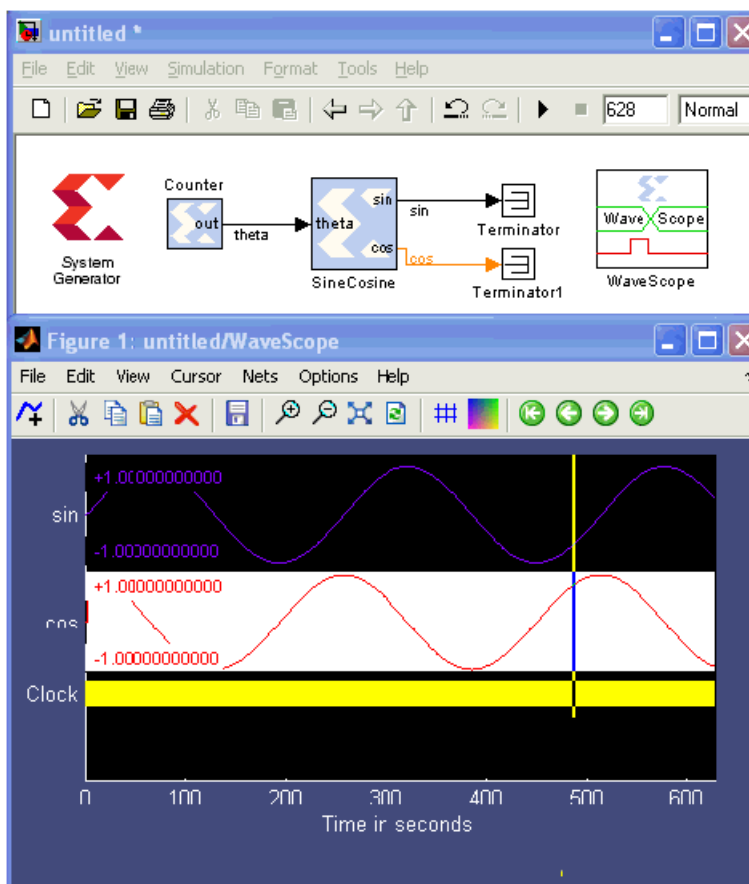 untitled *
File Edit View Simulation Format Tools Help
628 Normal
Counter
out
theta
theta
sin
cos
SineCosine
sin
cos
Terminator
Terminator1
System
Generator
Wave Scope
WaveScope
Figure 1: untitled/WaveScope
File Edit View Cursor Nets Options Help
+1.00000000000
sin
-1.00000000000
+1.00000000000
cos
-1.00000000000
Clock
0 100 200 300 400 500 600
Time in seconds